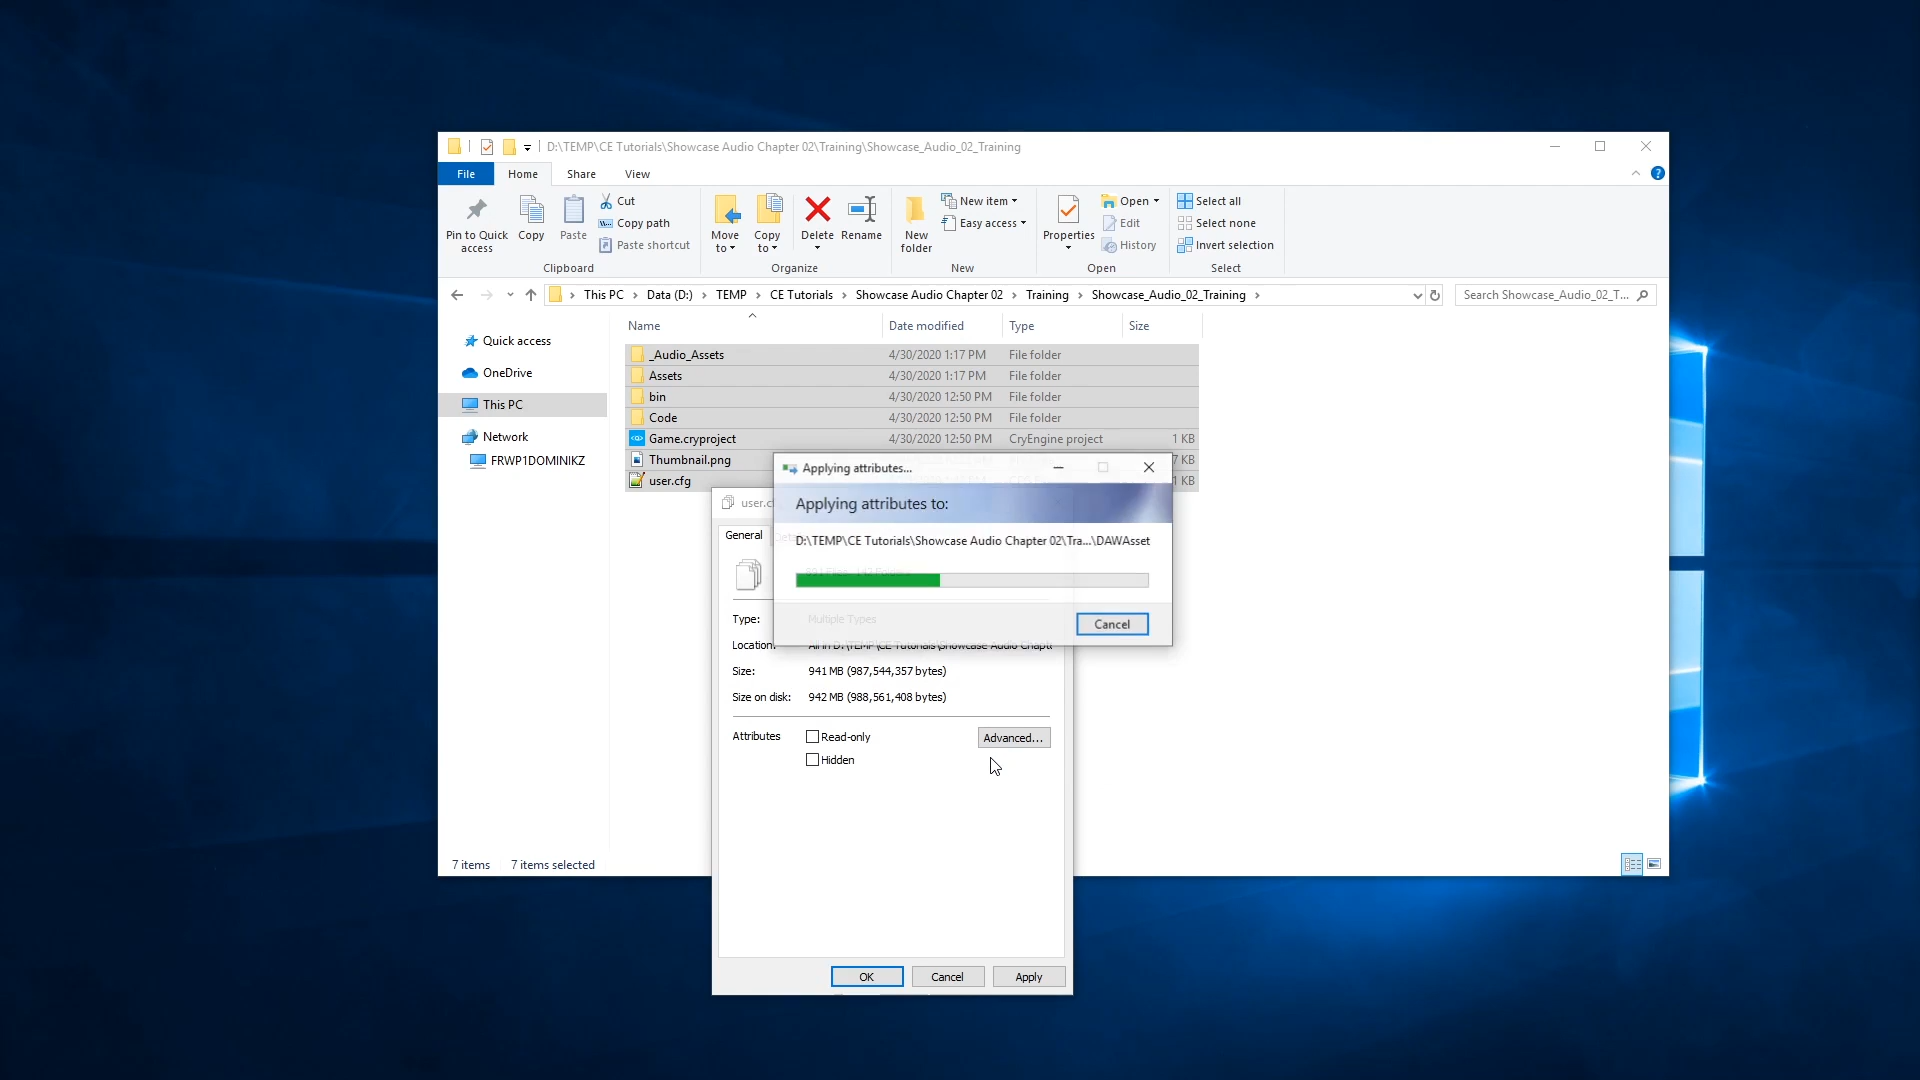 D:\TEMP\CE Tutorials\Showcase Audio Chapter 02\Training\Showcase_Audio_02_Training
File Home Share View
Pin to Quick access
Copy
Paste
Cut
Copy path
Paste shortcut
Clipboard
Move to
Copy to
Delete
Rename
Organize
New folder
New item
Easy access
New
Properties
Open
Edit
History
Open
Select all
Select none
Invert selection
Select
This PC > Data (D:) > TEMP > CE Tutorials > Showcase Audio Chapter 02 > Training > Showcase_Audio_02_Training >
Search Showcase_Audio_02_T...
Quick access
OneDrive
This PC
Network
FRWP1DOMINIKZ
Name Date modified Type Size
_Audio_Assets 4/30/2020 1:17 PM File folder
Assets 4/30/2020 1:17 PM File folder
bin 4/30/2020 12:50 PM File folder
Code 4/30/2020 12:50 PM File folder
Game.cryproject 4/30/2020 12:50 PM CryEngine project 1 KB
Thumbnail.png 7 KB
user.cfg 1 KB
Applying attributes...
Applying attributes to:
D:\TEMP\CE Tutorials\Showcase Audio Chapter 02\Tra...\DAWAsset
Cancel
General
Type: Multiple Types
Location: All in D:\TEMP\CE Tutorials\Showcase Audio Chapt
Size: 941 MB (987,544,357 bytes)
Size on disk: 942 MB (988,561,408 bytes)
Attributes
Read-only
Hidden
Advanced...
OK Cancel Apply
7 items 7 items selected